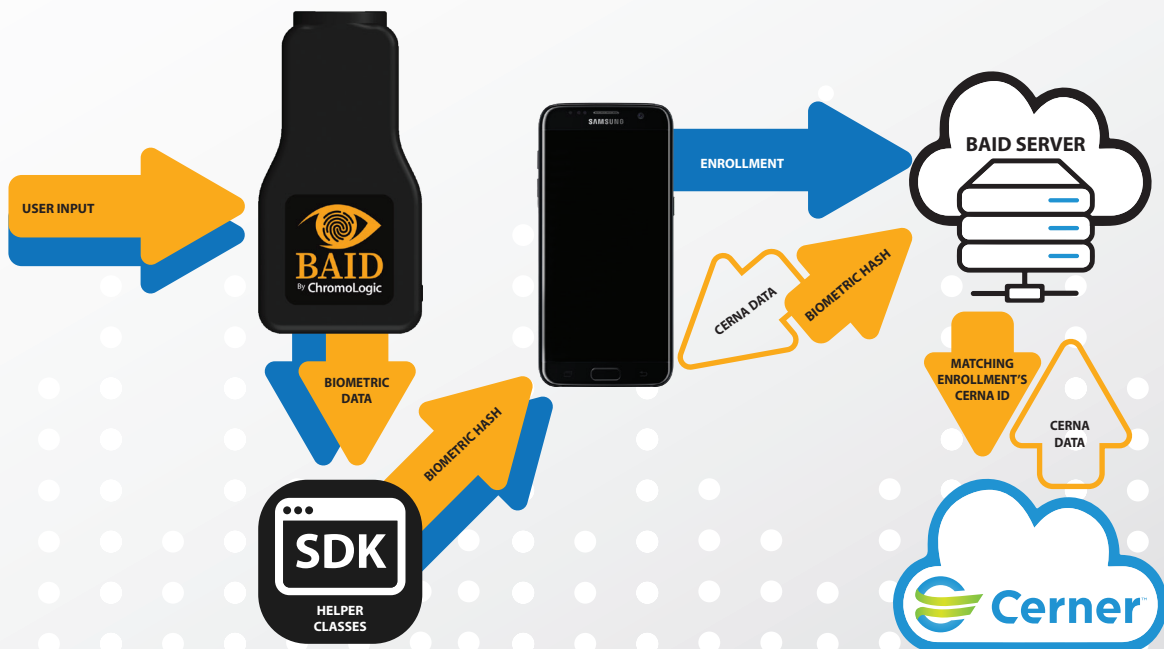 USER INPUT
BAID
By ChromoLogic
BIOMETRIC
DATA
SDK
HELPER
CLASSES
BIOMETRIC HASH
SAMSUNG
ENROLLMENT
CERNA DATA
BIOMETRIC HASH
BAID SERVER
MATCHING
ENROLLMENT'S
CERNA ID
CERNA
DATA
Cerner™